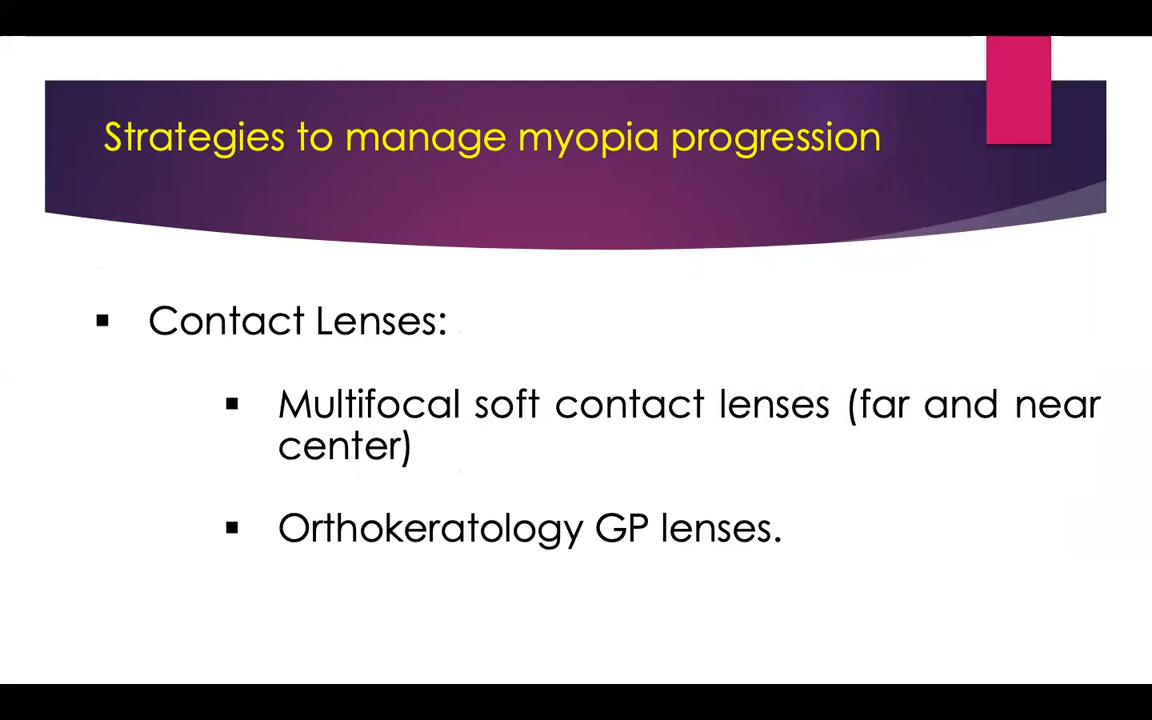 Strategies to manage myopia progression
▪ Contact Lenses:
▪ Multifocal soft contact lenses (far and near
center)
▪ Orthokeratology GP lenses.